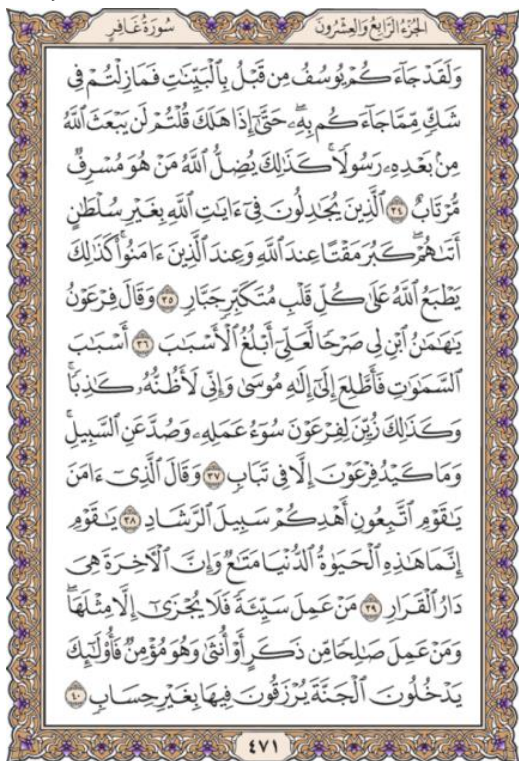 الجزء الرابع والعشرون
سورة غافر
وَلَقَدْ جَآءَكُمْ يُوسُفُ مِن قَبْلُ بِٱلْبَيِّنَٰتِ فَمَا زِلْتُمْ فِى
شَكٍّ مِّمَّا جَآءَكُم بِهِۦۖ حَتَّىٰٓ إِذَا هَلَكَ قُلْتُمْ لَن يَبْعَثَ ٱللَّهُ
مِنۢ بَعْدِهِۦ رَسُولًاۚ كَذَٰلِكَ يُضِلُّ ٱللَّهُ مَنْ هُوَ مُسْرِفٌ
مُّرْتَابٌ ٣٤ ٱلَّذِينَ يُجَٰدِلُونَ فِىٓ ءَايَٰتِ ٱللَّهِ بِغَيْرِ سُلْطَٰنٍ
أَتَىٰهُمْۖ كَبُرَ مَقْتًا عِندَ ٱللَّهِ وَعِندَ ٱلَّذِينَ ءَامَنُوا۟ۚ كَذَٰلِكَ
يَطْبَعُ ٱللَّهُ عَلَىٰ كُلِّ قَلْبِ مُتَكَبِّرٍ جَبَّارٍ ٣٥ وَقَالَ فِرْعَوْنُ
يَٰهَٰمَٰنُ ٱبْنِ لِى صَرْحًا لَّعَلِّىٓ أَبْلُغُ ٱلْأَسْبَٰبَ ٣٦ أَسْبَٰبَ
ٱلسَّمَٰوَٰتِ فَأَطَّلِعَ إِلَىٰٓ إِلَٰهِ مُوسَىٰ وَإِنِّى لَأَظُنُّهُۥ كَٰذِبًاۚ
وَكَذَٰلِكَ زُيِّنَ لِفِرْعَوْنَ سُوٓءُ عَمَلِهِۦ وَصُدَّ عَنِ ٱلسَّبِيلِۚ
وَمَا كَيْدُ فِرْعَوْنَ إِلَّا فِى تَبَابٍ ٣٧ وَقَالَ ٱلَّذِىٓ ءَامَنَ
يَٰقَوْمِ ٱتَّبِعُونِ أَهْدِكُمْ سَبِيلَ ٱلرَّشَادِ ٣٨ يَٰقَوْمِ
إِنَّمَا هَٰذِهِ ٱلْحَيَوٰةُ ٱلدُّنْيَا مَتَٰعٌ وَإِنَّ ٱلْءَاخِرَةَ هِىَ
دَارُ ٱلْقَرَارِ ٣٩ مَنْ عَمِلَ سَيِّئَةً فَلَا يُجْزَىٰٓ إِلَّا مِثْلَهَاۖ
وَمَنْ عَمِلَ صَٰلِحًا مِّن ذَكَرٍ أَوْ أُنثَىٰ وَهُوَ مُؤْمِنٌ فَأُو۟لَٰٓئِكَ
يَدْخُلُونَ ٱلْجَنَّةَ يُرْزَقُونَ فِيهَا بِغَيْرِ حِسَابٍ ٤٠
٤٧١